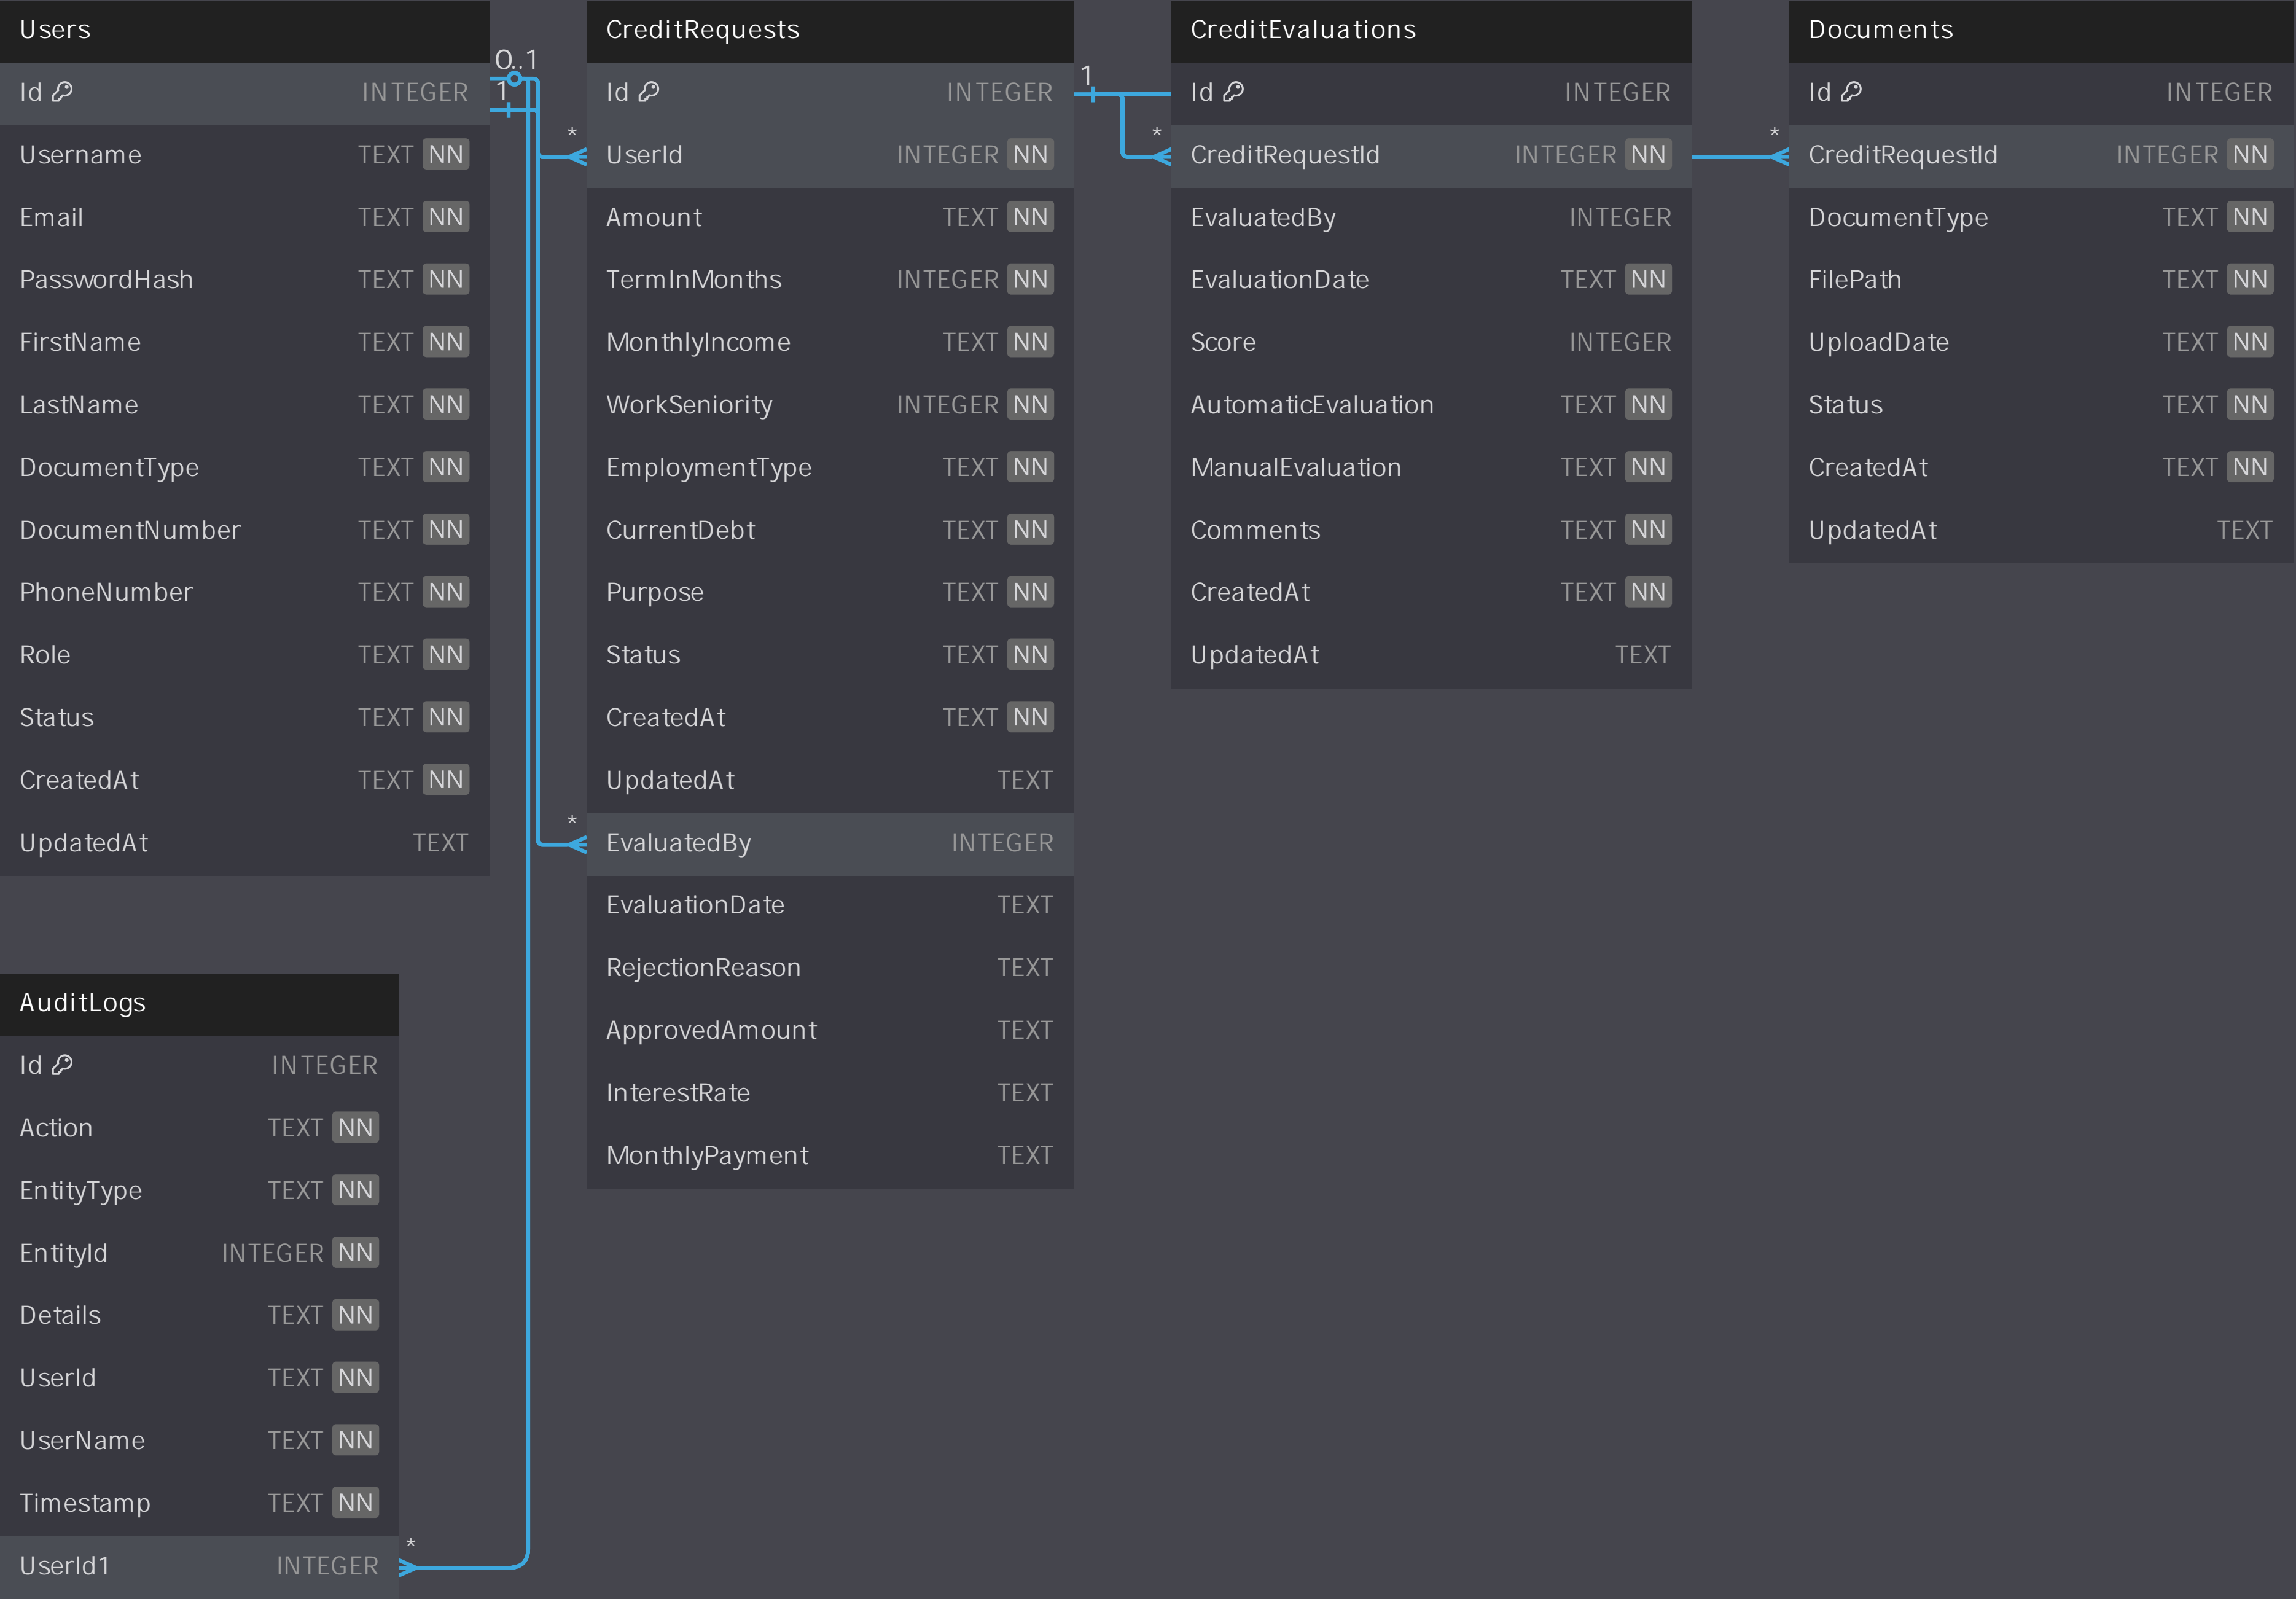 Users
Id INTEGER
Username TEXT NN
Email TEXT NN
PasswordHash TEXT NN
FirstName TEXT NN
LastName TEXT NN
DocumentType TEXT NN
DocumentNumber TEXT NN
PhoneNumber TEXT NN
Role TEXT NN
Status TEXT NN
CreatedAt TEXT NN
UpdatedAt TEXT
0..1
1
*
*
CreditRequests
Id INTEGER
UserId INTEGER NN
Amount TEXT NN
TermInMonths INTEGER NN
MonthlyIncome TEXT NN
WorkSeniority INTEGER NN
EmploymentType TEXT NN
CurrentDebt TEXT NN
Purpose TEXT NN
Status TEXT NN
CreatedAt TEXT NN
UpdatedAt TEXT
EvaluatedBy INTEGER
EvaluationDate TEXT
RejectionReason TEXT
ApprovedAmount TEXT
InterestRate TEXT
MonthlyPayment TEXT
1
*
CreditEvaluations
Id INTEGER
CreditRequestId INTEGER NN
EvaluatedBy INTEGER
EvaluationDate TEXT NN
Score INTEGER
AutomaticEvaluation TEXT NN
ManualEvaluation TEXT NN
Comments TEXT NN
CreatedAt TEXT NN
UpdatedAt TEXT
*
Documents
Id INTEGER
CreditRequestId INTEGER NN
DocumentType TEXT NN
FilePath TEXT NN
UploadDate TEXT NN
Status TEXT NN
CreatedAt TEXT NN
UpdatedAt TEXT
AuditLogs
Id INTEGER
Action TEXT NN
EntityType TEXT NN
EntityId INTEGER NN
Details TEXT NN
UserId TEXT NN
UserName TEXT NN
Timestamp TEXT NN
UserId1 INTEGER
*